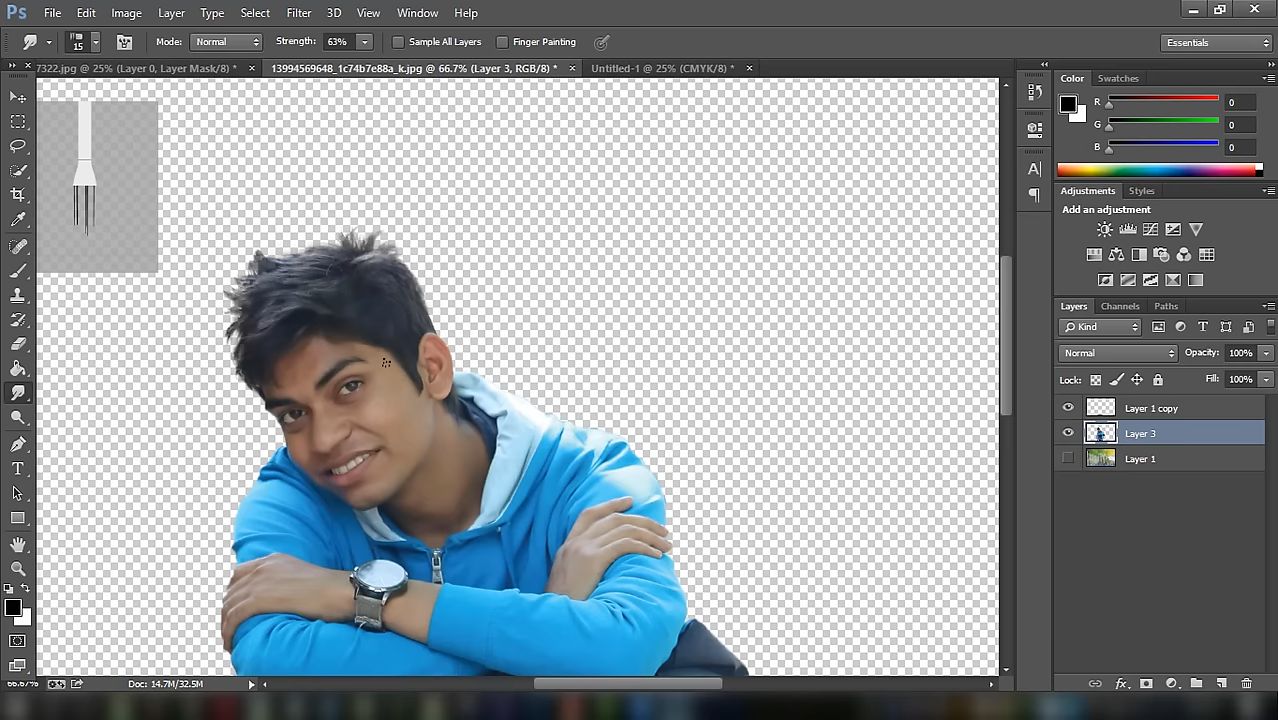 Ps File Edit Image Layer Type Select Filter 3D View Window Help
15 Mode: Normal Strength: 63% Sample All Layers Finger Painting Essentials
7322.jpg @ 25% (Layer 0, Layer Mask/8) * 13994569648_1c74b7e88a_k.jpg @ 66.7% (Layer 3, RGB/8) * Untitled-1 @ 25% (CMYK/8) *
Color Swatches
R 0
G 0
B 0
Adjustments Styles
Add an adjustment
Layers Channels Paths
Kind
Normal Opacity: 100%
Lock: Fill: 100%
Layer 1 copy
Layer 3
Layer 1
66.67% Doc: 14.7M/32.5M